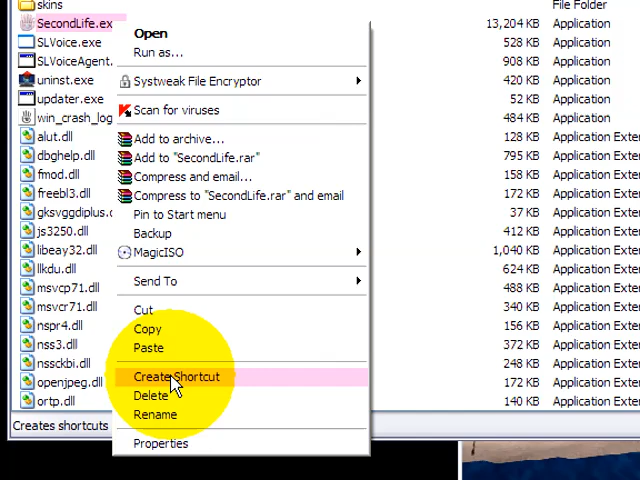 skins File Folder
SecondLife.ex 13,204 KB Application
SLVoice.exe 528 KB Application
SLVoiceAgent. 908 KB Application
uninst.exe 420 KB Application
updater.exe 52 KB Application
win_crash_log 484 KB Application
alut.dll 128 KB Application Exte
dbghelp.dll 795 KB Application Exte
fmod.dll 158 KB Application Exte
freebl3.dll 172 KB Application Exte
gksvggdiplus.d 37 KB Application Exte
js3250.dll 412 KB Application Exte
libeay32.dll 1,040 KB Application Exte
llkdu.dll 624 KB Application Exte
msvcp71.dll 488 KB Application Exte
msvcr71.dll 340 KB Application Exte
nspr4.dll 156 KB Application Exte
nss3.dll 372 KB Application Exte
nssckbi.dll 248 KB Application Exte
openjpeg.dll 172 KB Application Exte
ortp.dll 140 KB Application Exte
Creates shortcuts
Open
Run as...
Systweak File Encryptor
Scan for viruses
Add to archive...
Add to "SecondLife.rar"
Compress and email...
Compress to "SecondLife.rar" and email
Pin to Start menu
Backup
MagicISO
Send To
Cut
Copy
Paste
Create Shortcut
Delete
Rename
Properties